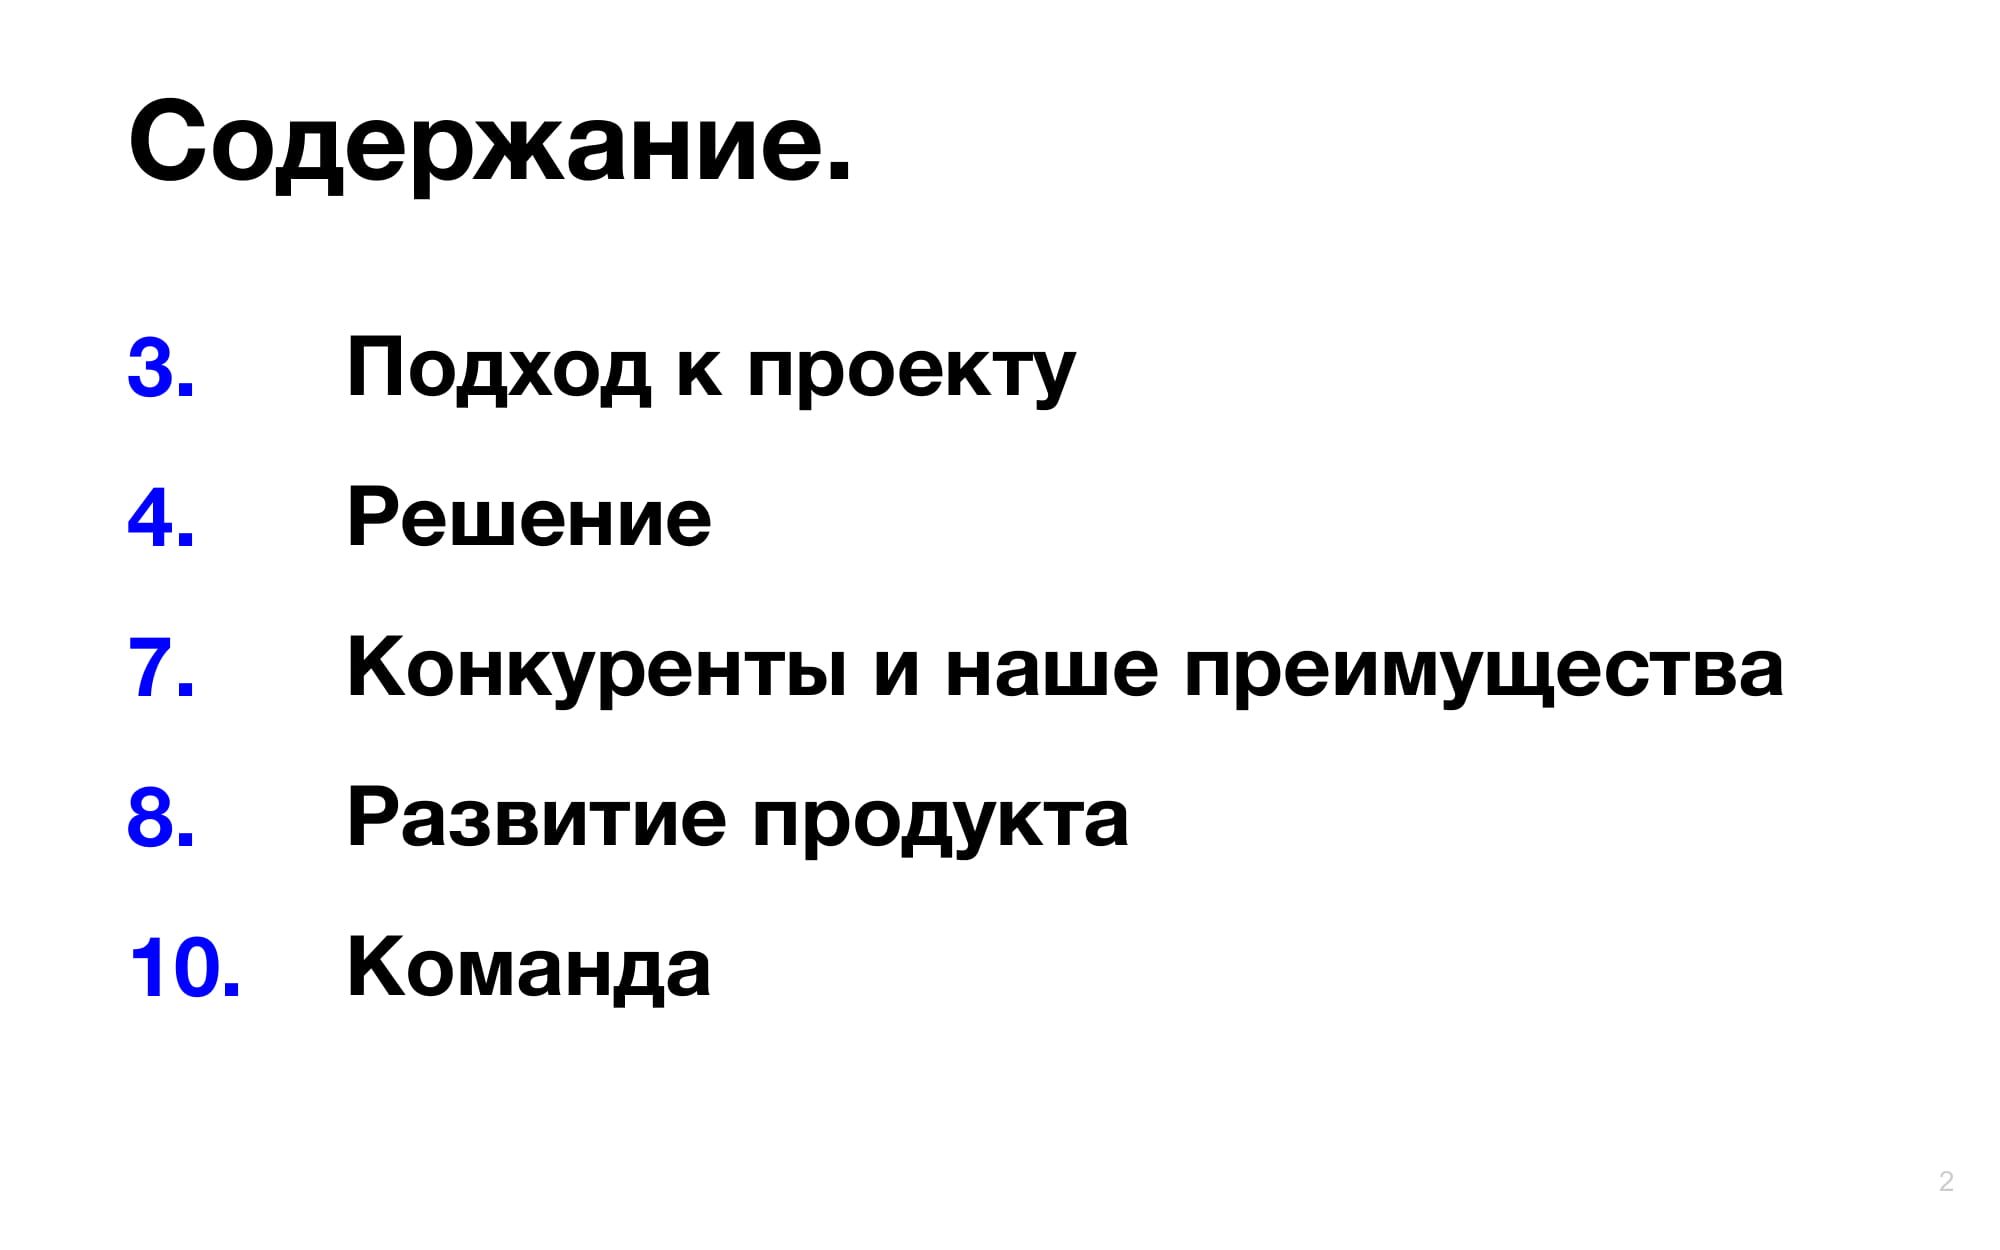 Содержание.
3. Подход к проекту
4. Решение
7. Конкуренты и наше преимущества
8. Развитие продукта
10. Команда
2